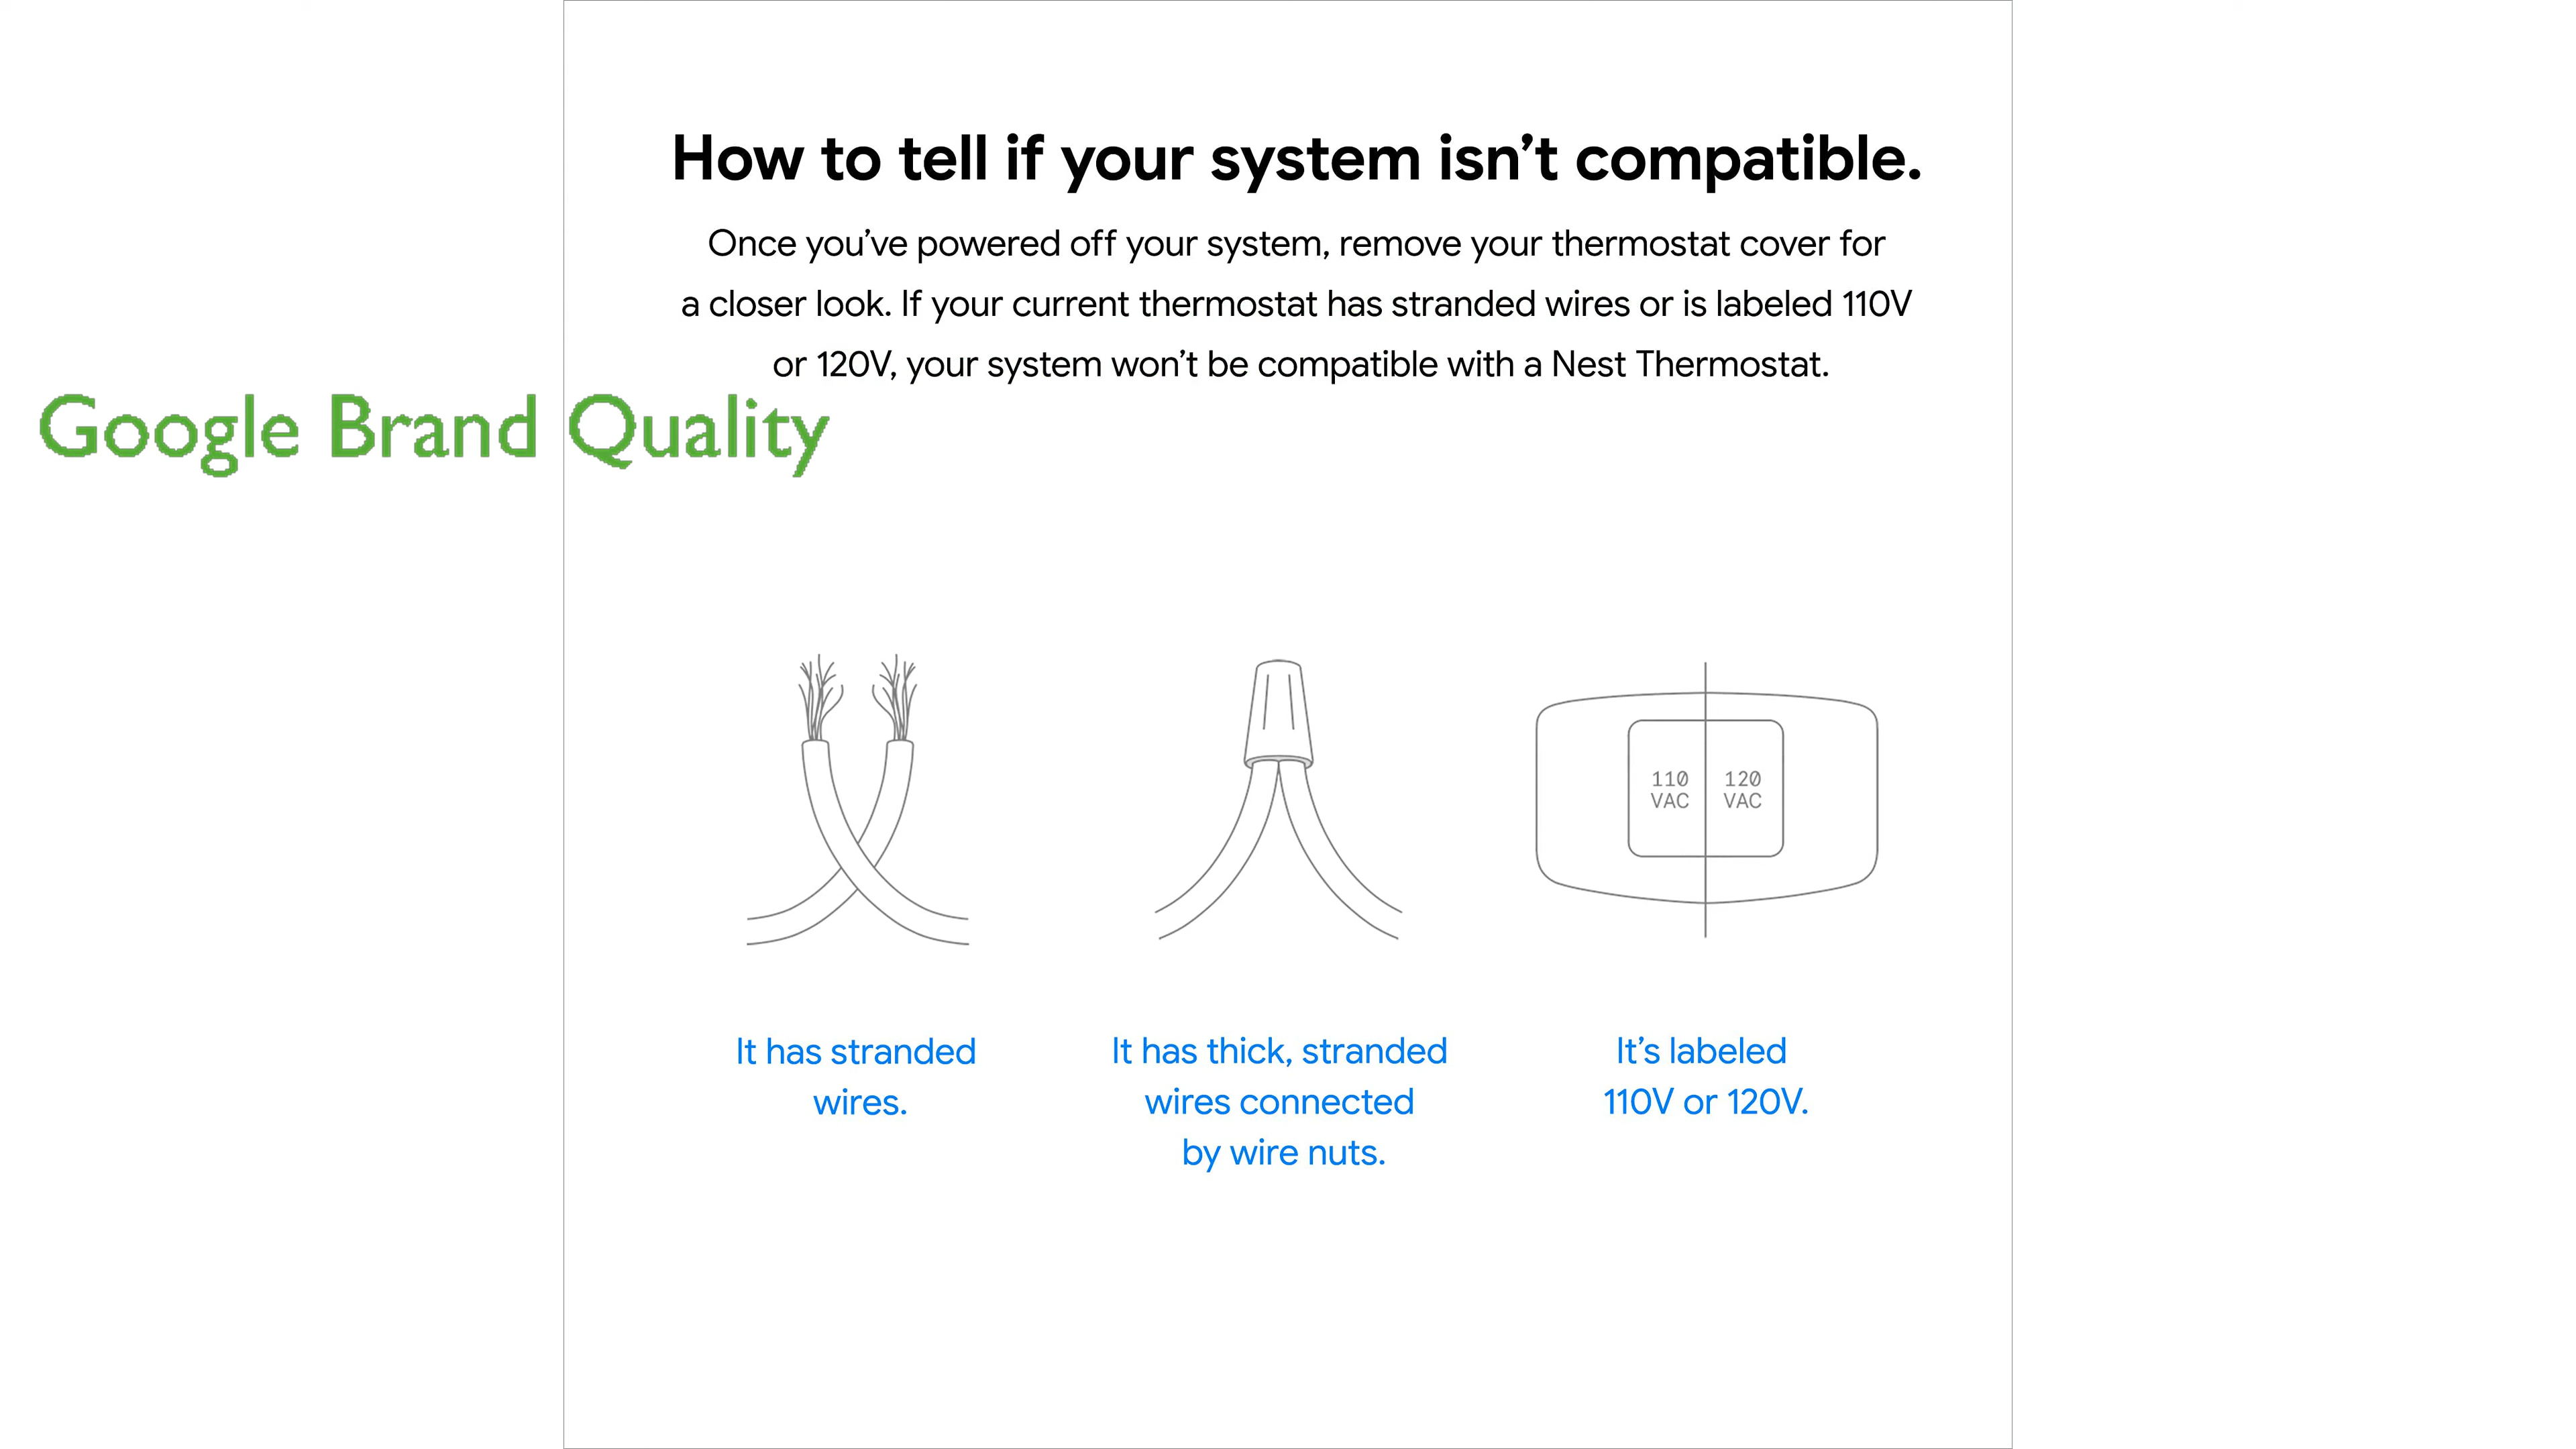 How to tell if your system isn’t compatible.
Once you’ve powered off your system, remove your thermostat cover for
a closer look. If your current thermostat has stranded wires or is labeled 110V
or 120V, your system won’t be compatible with a Nest Thermostat.
Google Brand Quality
110
VAC
120
VAC
It has stranded
wires.
It has thick, stranded
wires connected
by wire nuts.
It’s labeled
110V or 120V.